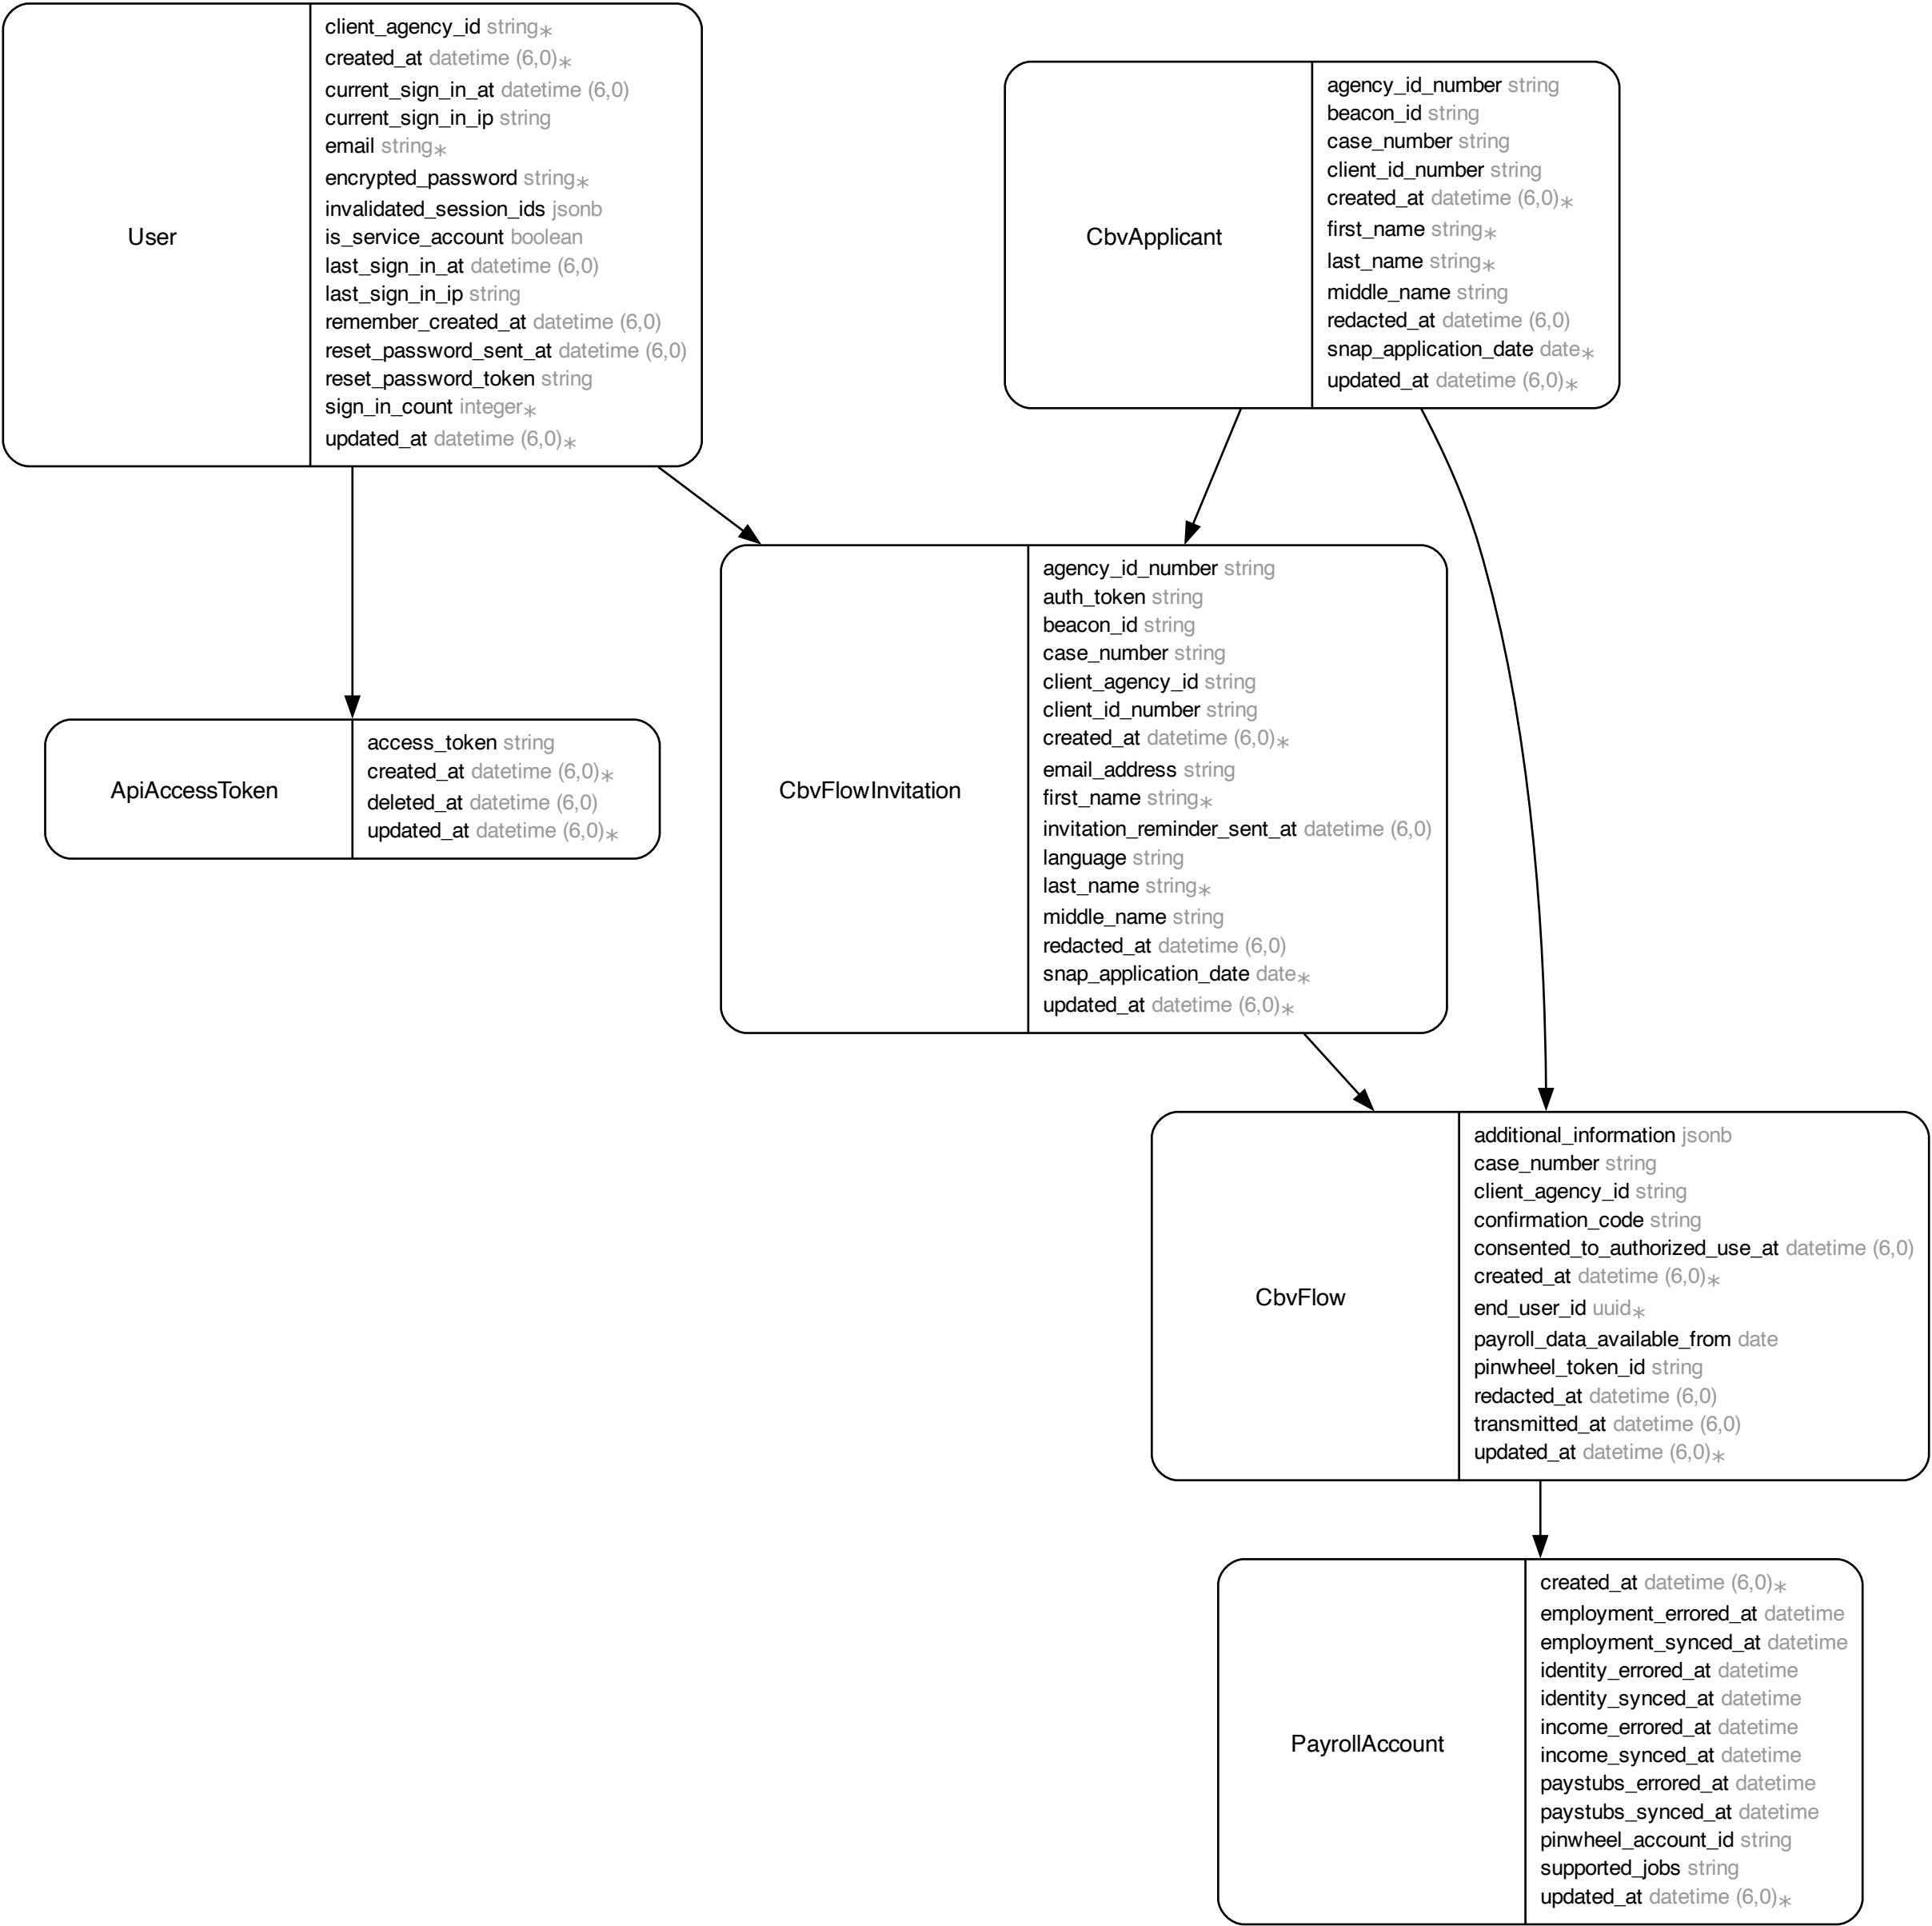 User
client_agency_id string∗
created_at datetime (6,0)∗
current_sign_in_at datetime (6,0)
current_sign_in_ip string
email string∗
encrypted_password string∗
invalidated_session_ids jsonb
is_service_account boolean
last_sign_in_at datetime (6,0)
last_sign_in_ip string
remember_created_at datetime (6,0)
reset_password_sent_at datetime (6,0)
reset_password_token string
sign_in_count integer∗
updated_at datetime (6,0)∗
CbvApplicant
agency_id_number string
beacon_id string
case_number string
client_id_number string
created_at datetime (6,0)∗
first_name string∗
last_name string∗
middle_name string
redacted_at datetime (6,0)
snap_application_date date∗
updated_at datetime (6,0)∗
ApiAccessToken
access_token string
created_at datetime (6,0)∗
deleted_at datetime (6,0)
updated_at datetime (6,0)∗
CbvFlowInvitation
agency_id_number string
auth_token string
beacon_id string
case_number string
client_agency_id string
client_id_number string
created_at datetime (6,0)∗
email_address string
first_name string∗
invitation_reminder_sent_at datetime (6,0)
language string
last_name string∗
middle_name string
redacted_at datetime (6,0)
snap_application_date date∗
updated_at datetime (6,0)∗
CbvFlow
additional_information jsonb
case_number string
client_agency_id string
confirmation_code string
consented_to_authorized_use_at datetime (6,0)
created_at datetime (6,0)∗
end_user_id uuid∗
payroll_data_available_from date
pinwheel_token_id string
redacted_at datetime (6,0)
transmitted_at datetime (6,0)
updated_at datetime (6,0)∗
PayrollAccount
created_at datetime (6,0)∗
employment_errored_at datetime
employment_synced_at datetime
identity_errored_at datetime
identity_synced_at datetime
income_errored_at datetime
income_synced_at datetime
paystubs_errored_at datetime
paystubs_synced_at datetime
pinwheel_account_id string
supported_jobs string
updated_at datetime (6,0)∗